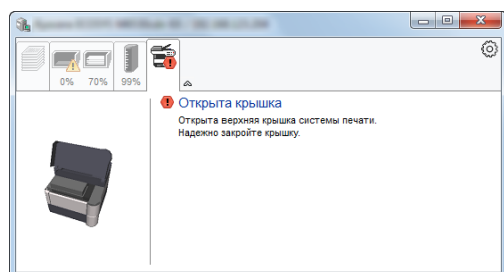 0%
70%
99%
Открыта крышка
Открыта верхняя крышка системы печати.
Надежно закройте крышку.